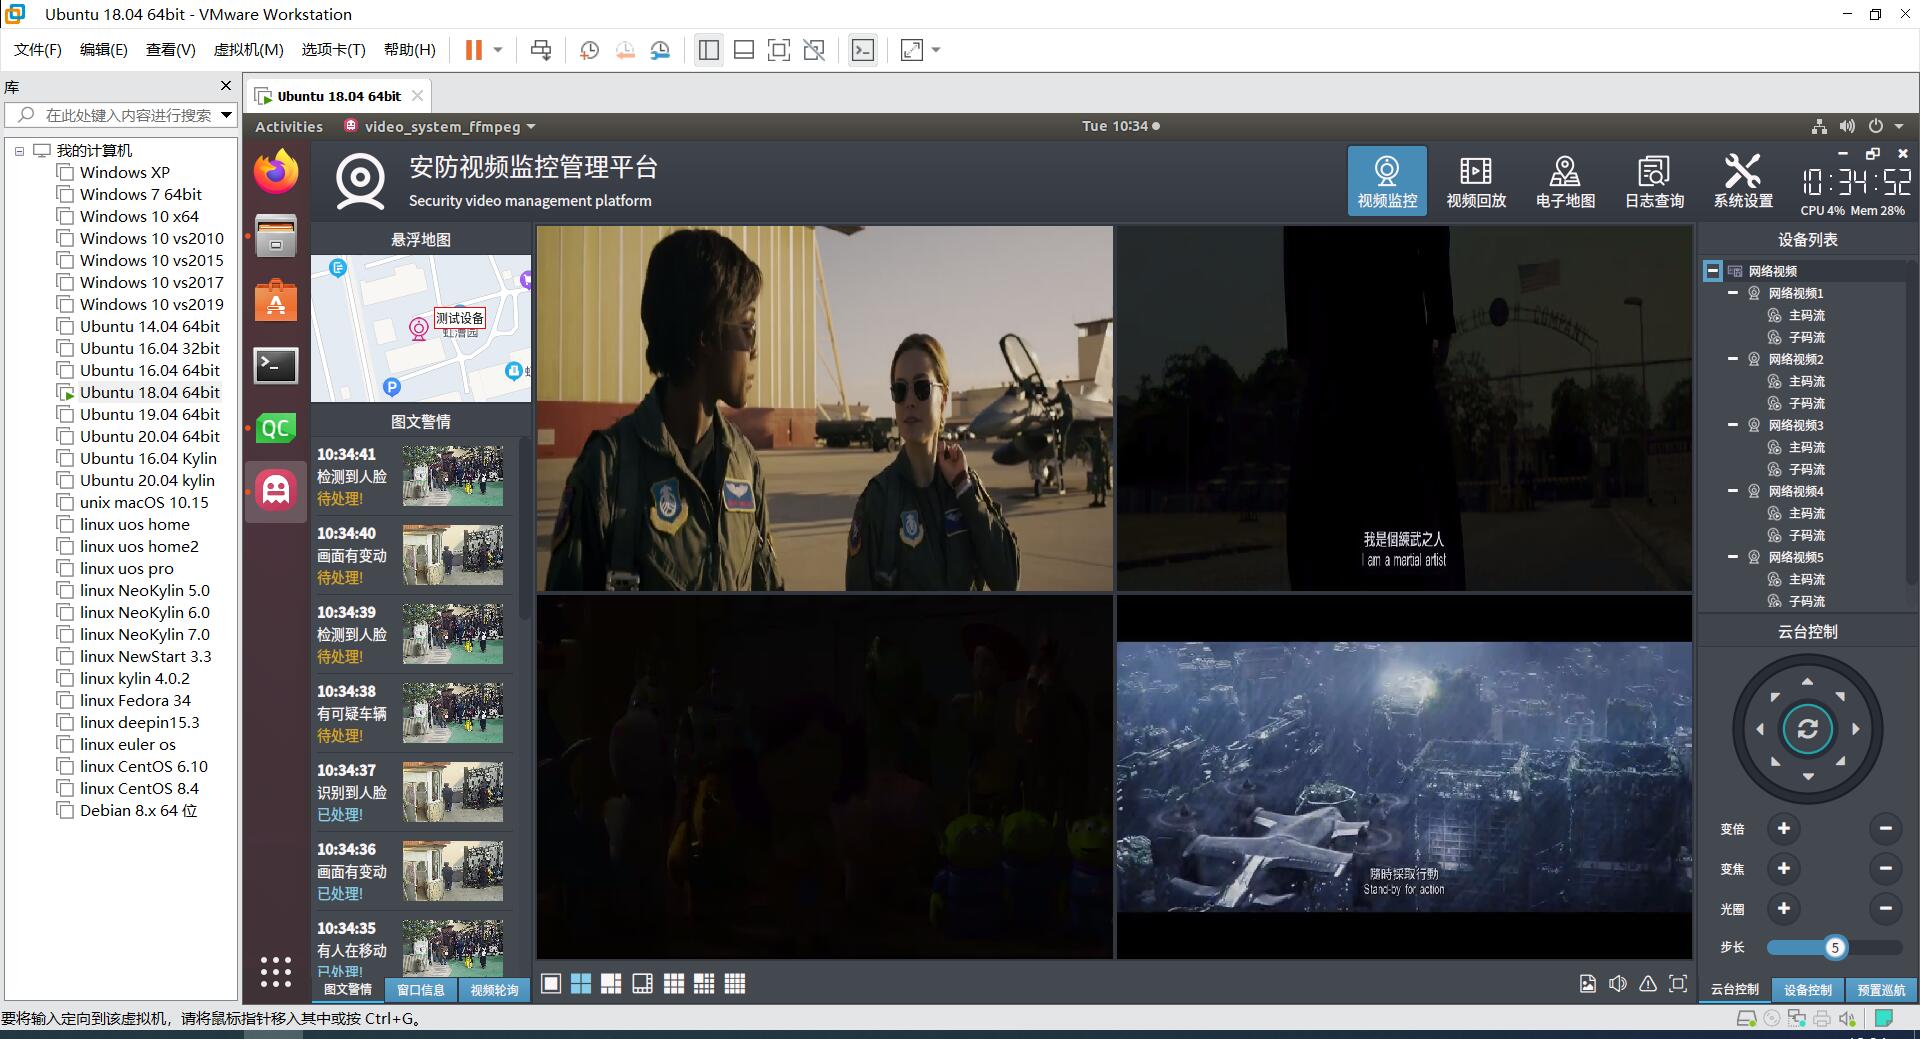 Ubuntu 18.04 64bit - VMware Workstation
文件(F) 编辑(E) 查看(V) 虚拟机(M) 选项卡(T) 帮助(H)
库
在此处键入内容进行搜索
我的计算机
Windows XP
Windows 7 64bit
Windows 10 x64
Windows 10 vs2010
Windows 10 vs2015
Windows 10 vs2017
Windows 10 vs2019
Ubuntu 14.04 64bit
Ubuntu 16.04 32bit
Ubuntu 16.04 64bit
Ubuntu 18.04 64bit
Ubuntu 19.04 64bit
Ubuntu 20.04 64bit
Ubuntu 16.04 Kylin
Ubuntu 20.04 kylin
unix macOS 10.15
linux uos home
linux uos home2
linux uos pro
linux NeoKylin 5.0
linux NeoKylin 6.0
linux NeoKylin 7.0
linux NewStart 3.3
linux kylin 4.0.2
linux Fedora 34
linux deepin15.3
linux euler os
linux CentOS 6.10
linux CentOS 8.4
Debian 8.x 64 位
Ubuntu 18.04 64bit
Activities video_system_ffmpeg Tue 10:34
QC
安防视频监控管理平台
Security video management platform
视频监控 视频回放 电子地图 日志查询 系统设置
10:34:52
CPU 4% Mem 28%
悬浮地图
测试设备
虹漕园
P
图文警情
10:34:41
检测到人脸
待处理!
10:34:40
画面有变动
待处理!
10:34:39
检测到人脸
待处理!
10:34:38
有可疑车辆
待处理!
10:34:37
识别到人脸
已处理!
10:34:36
画面有变动
已处理!
10:34:35
有人在移动
已处理!
图文警情 窗口信息 视频轮询
我是個練武之人
I am a martial artist
隨時採取行動
Stand-by for action
设备列表
网络视频
网络视频1
主码流
子码流
网络视频2
主码流
子码流
网络视频3
主码流
子码流
网络视频4
主码流
子码流
网络视频5
主码流
子码流
云台控制
变倍
变焦
光圈
步长 5
云台控制 设备控制 预置巡航
要将输入定向到该虚拟机，请将鼠标指针移入其中或按 Ctrl+G。